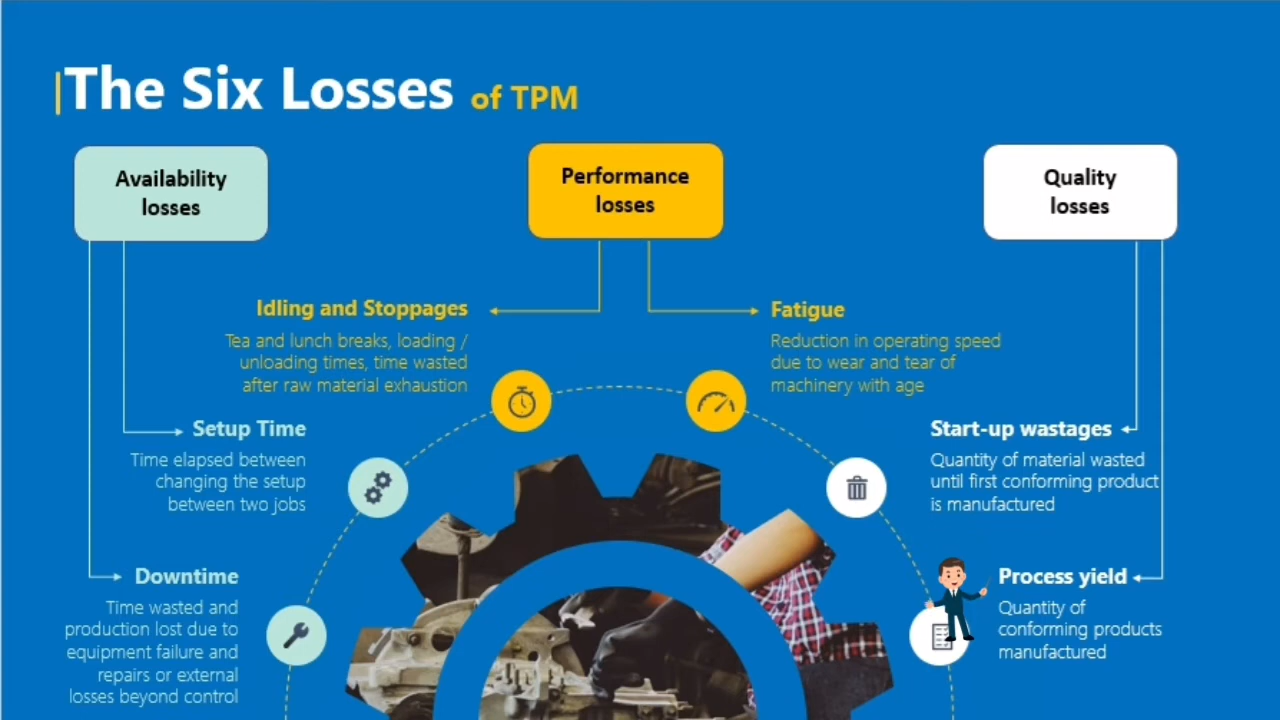 The Six Losses of TPM
Availability
losses
Performance
losses
Quality
losses
Idling and Stoppages
Tea and lunch breaks, loading /
unloading times, time wasted
after raw material exhaustion
Fatigue
Reduction in operating speed
due to wear and tear of
machinery with age
Setup Time
Time elapsed between
changing the setup
between two jobs
Start-up wastages
Quantity of material wasted
until first conforming product
is manufactured
Downtime
Time wasted and
production lost due to
equipment failure and
repairs or external
losses beyond control
Process yield
Quantity of
conforming products
manufactured